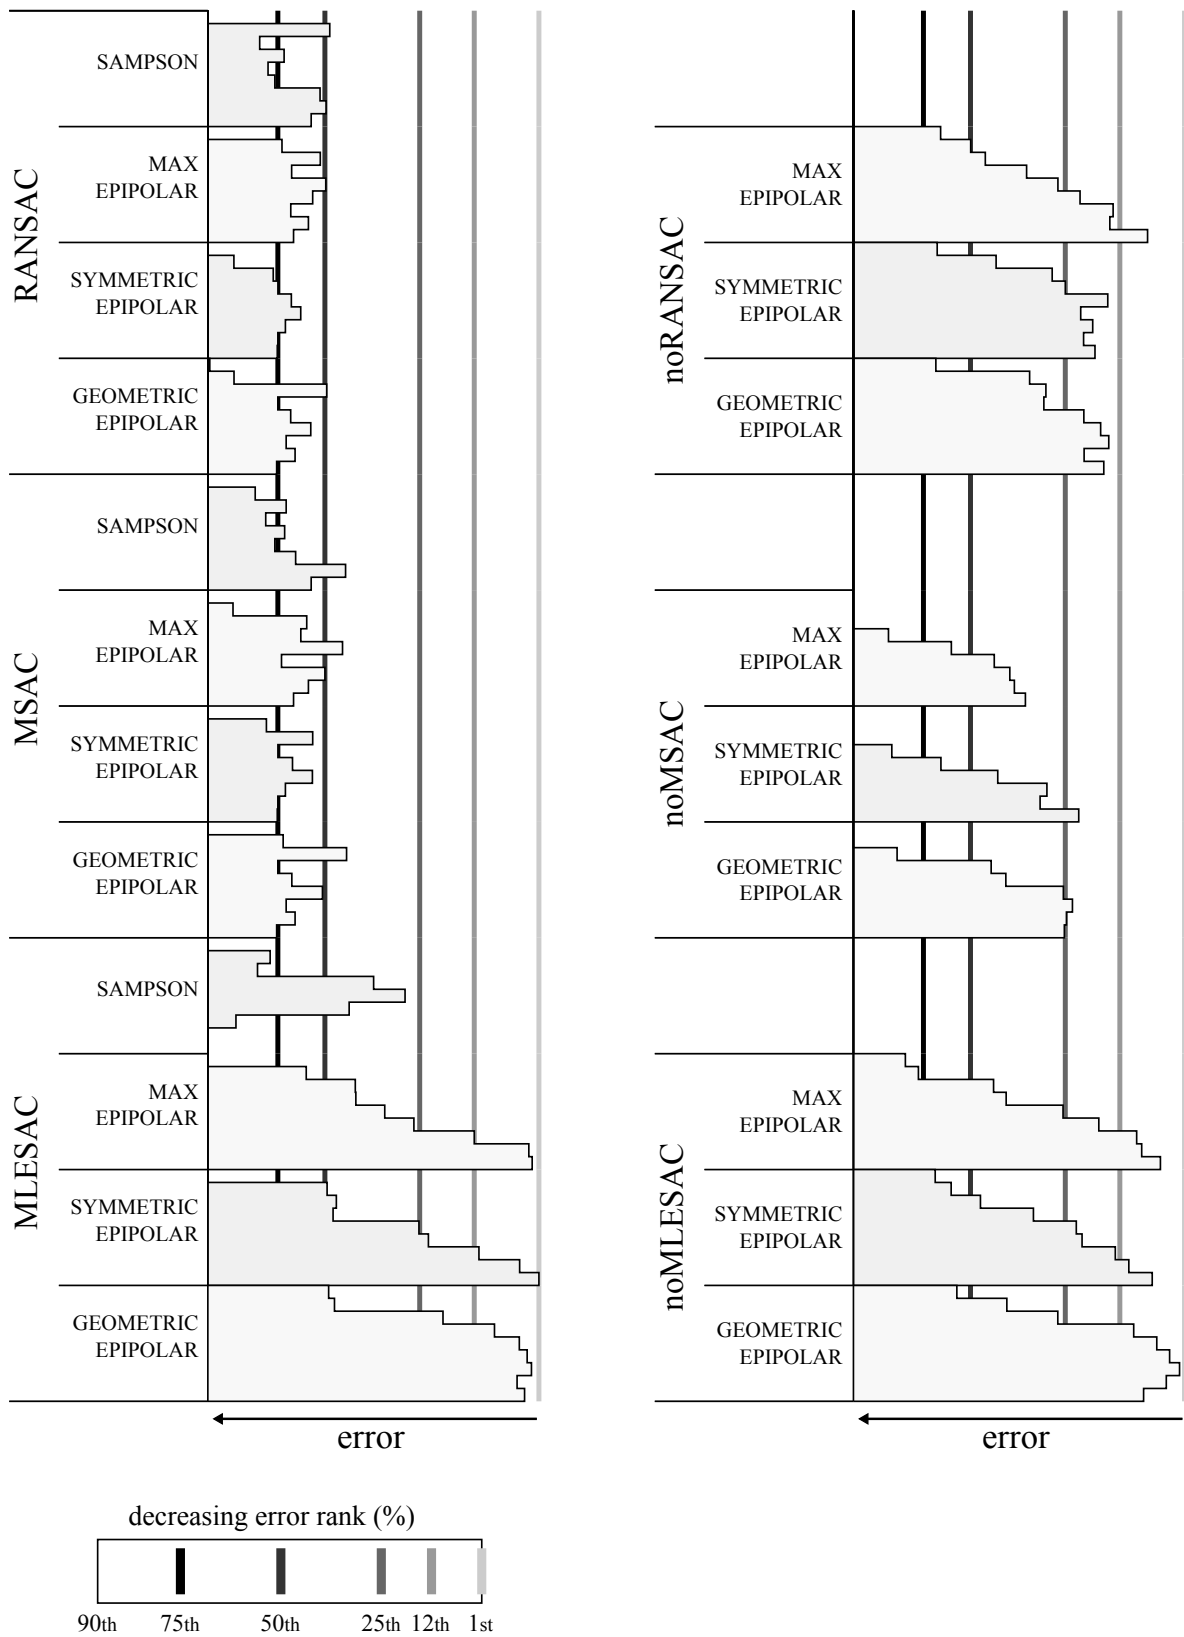 RANSAC
SAMPSON
MAX
EPIPOLAR
SYMMETRIC
EPIPOLAR
GEOMETRIC
EPIPOLAR
MSAC
SAMPSON
MAX
EPIPOLAR
SYMMETRIC
EPIPOLAR
GEOMETRIC
EPIPOLAR
MLESAC
SAMPSON
MAX
EPIPOLAR
SYMMETRIC
EPIPOLAR
GEOMETRIC
EPIPOLAR
error
noRANSAC
MAX
EPIPOLAR
SYMMETRIC
EPIPOLAR
GEOMETRIC
EPIPOLAR
noMSAC
MAX
EPIPOLAR
SYMMETRIC
EPIPOLAR
GEOMETRIC
EPIPOLAR
noMLESAC
MAX
EPIPOLAR
SYMMETRIC
EPIPOLAR
GEOMETRIC
EPIPOLAR
error
decreasing error rank (%)
90th 75th 50th 25th 12th 1st